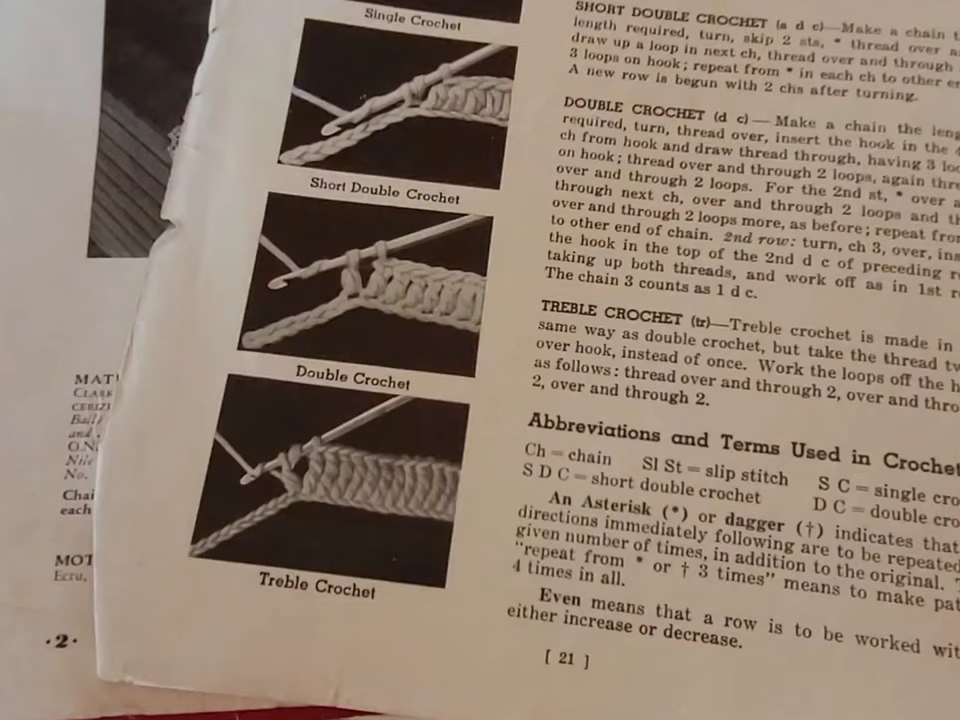 Single Crochet
Short Double Crochet
Double Crochet
Treble Crochet
SHORT DOUBLE CROCHET (s d c)—Make a chain
length required, turn, skip 2 sts, * thread over
draw up a loop in next ch, thread over and through
3 loops on hook; repeat from * in each ch to other
A new row is begun with 2 chs after turning.
DOUBLE CROCHET (d c)—Make a chain the
required, turn, thread over, insert the hook in the
ch from hook and draw thread through, having 3
on hook; thread over and through 2 loops, again
over and through 2 loops. For the 2nd st, * over
through next ch, over and through 2 loops and
over and through 2 loops more, as before; repeat
to other end of chain. 2nd row: turn, ch 3, over,
the hook in the top of the 2nd d c of preceding
taking up both threads, and work off as in 1st
The chain 3 counts as 1 d c.
TREBLE CROCHET (tr)—Treble crochet is made in
same way as double crochet, but take the thread
over hook, instead of once. Work the loops off the
as follows: thread over and through 2, over and
2, over and through 2.
Abbreviations and Terms Used in Crochet
Ch = chain Sl St = slip stitch S C = single
S D C = short double crochet D C = double
An Asterisk (*) or dagger (†) indicates that
directions immediately following are to be repeated
given number of times, in addition to the original.
"repeat from * or † 3 times" means to make
4 times in all.
Even means that a row is to be worked
either increase or decrease.
[ 21 ]
and
O.N.
Nile
No.
each
Ecru,
·2·